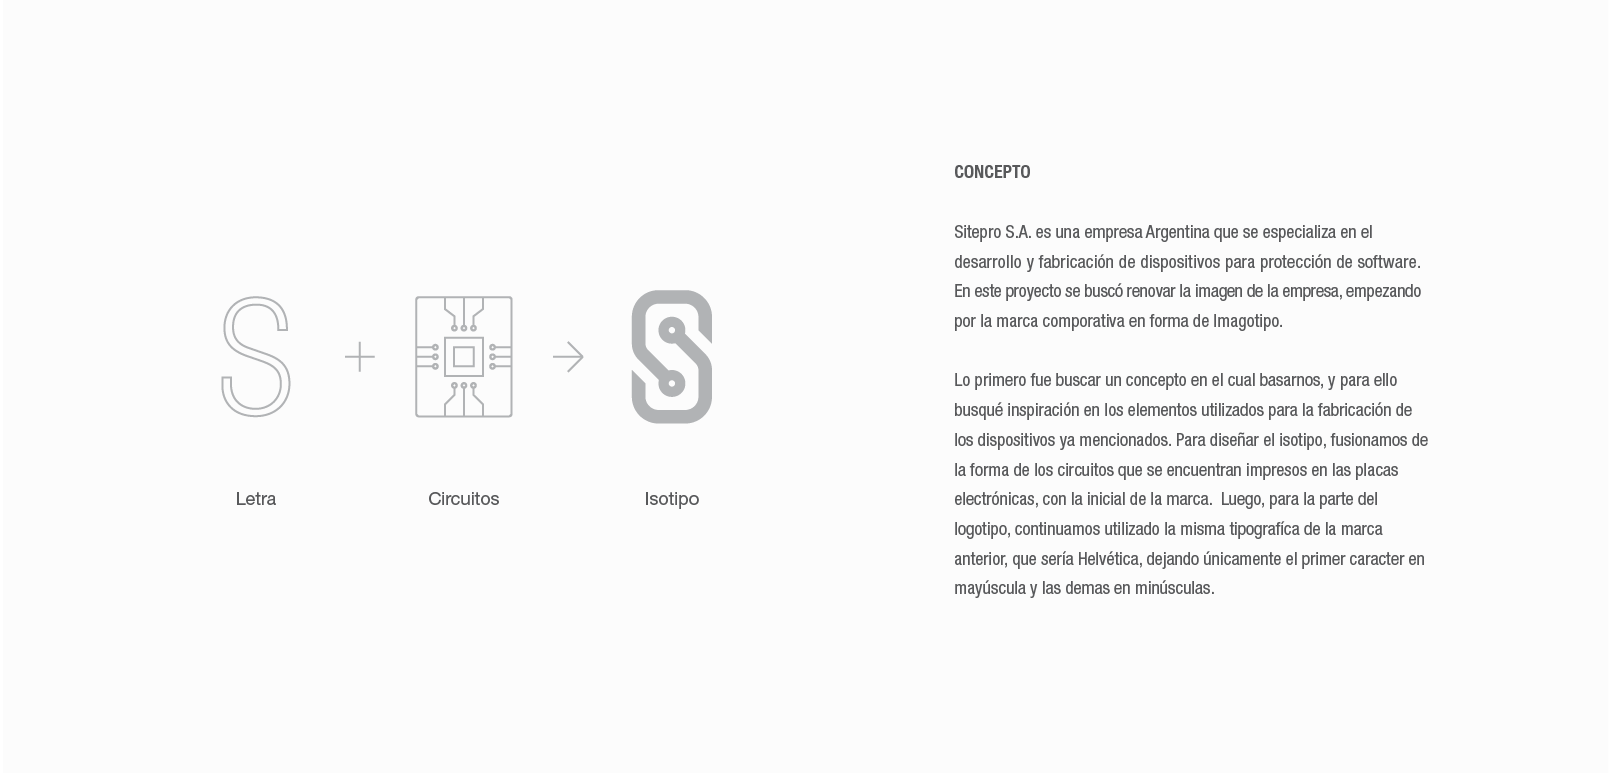 CONCEPTO
Sitepro S.A. es una empresa Argentina que se especializa en el
desarrollo y fabricación de dispositivos para protección de software.
En este proyecto se buscó renovar la imagen de la empresa, empezando
por la marca comporativa en forma de Imagotipo.
Lo primero fue buscar un concepto en el cual basarnos, y para ello
busqué inspiración en los elementos utilizados para la fabricación de
los dispositivos ya mencionados. Para diseñar el isotipo, fusionamos de
la forma de los circuitos que se encuentran impresos en las placas
electrónicas, con la inicial de la marca.  Luego, para la parte del
logotipo, continuamos utilizado la misma tipografíca de la marca
anterior, que sería Helvética, dejando únicamente el primer caracter en
mayúscula y las demas en minúsculas.
S
S
Letra
Circuitos
Isotipo